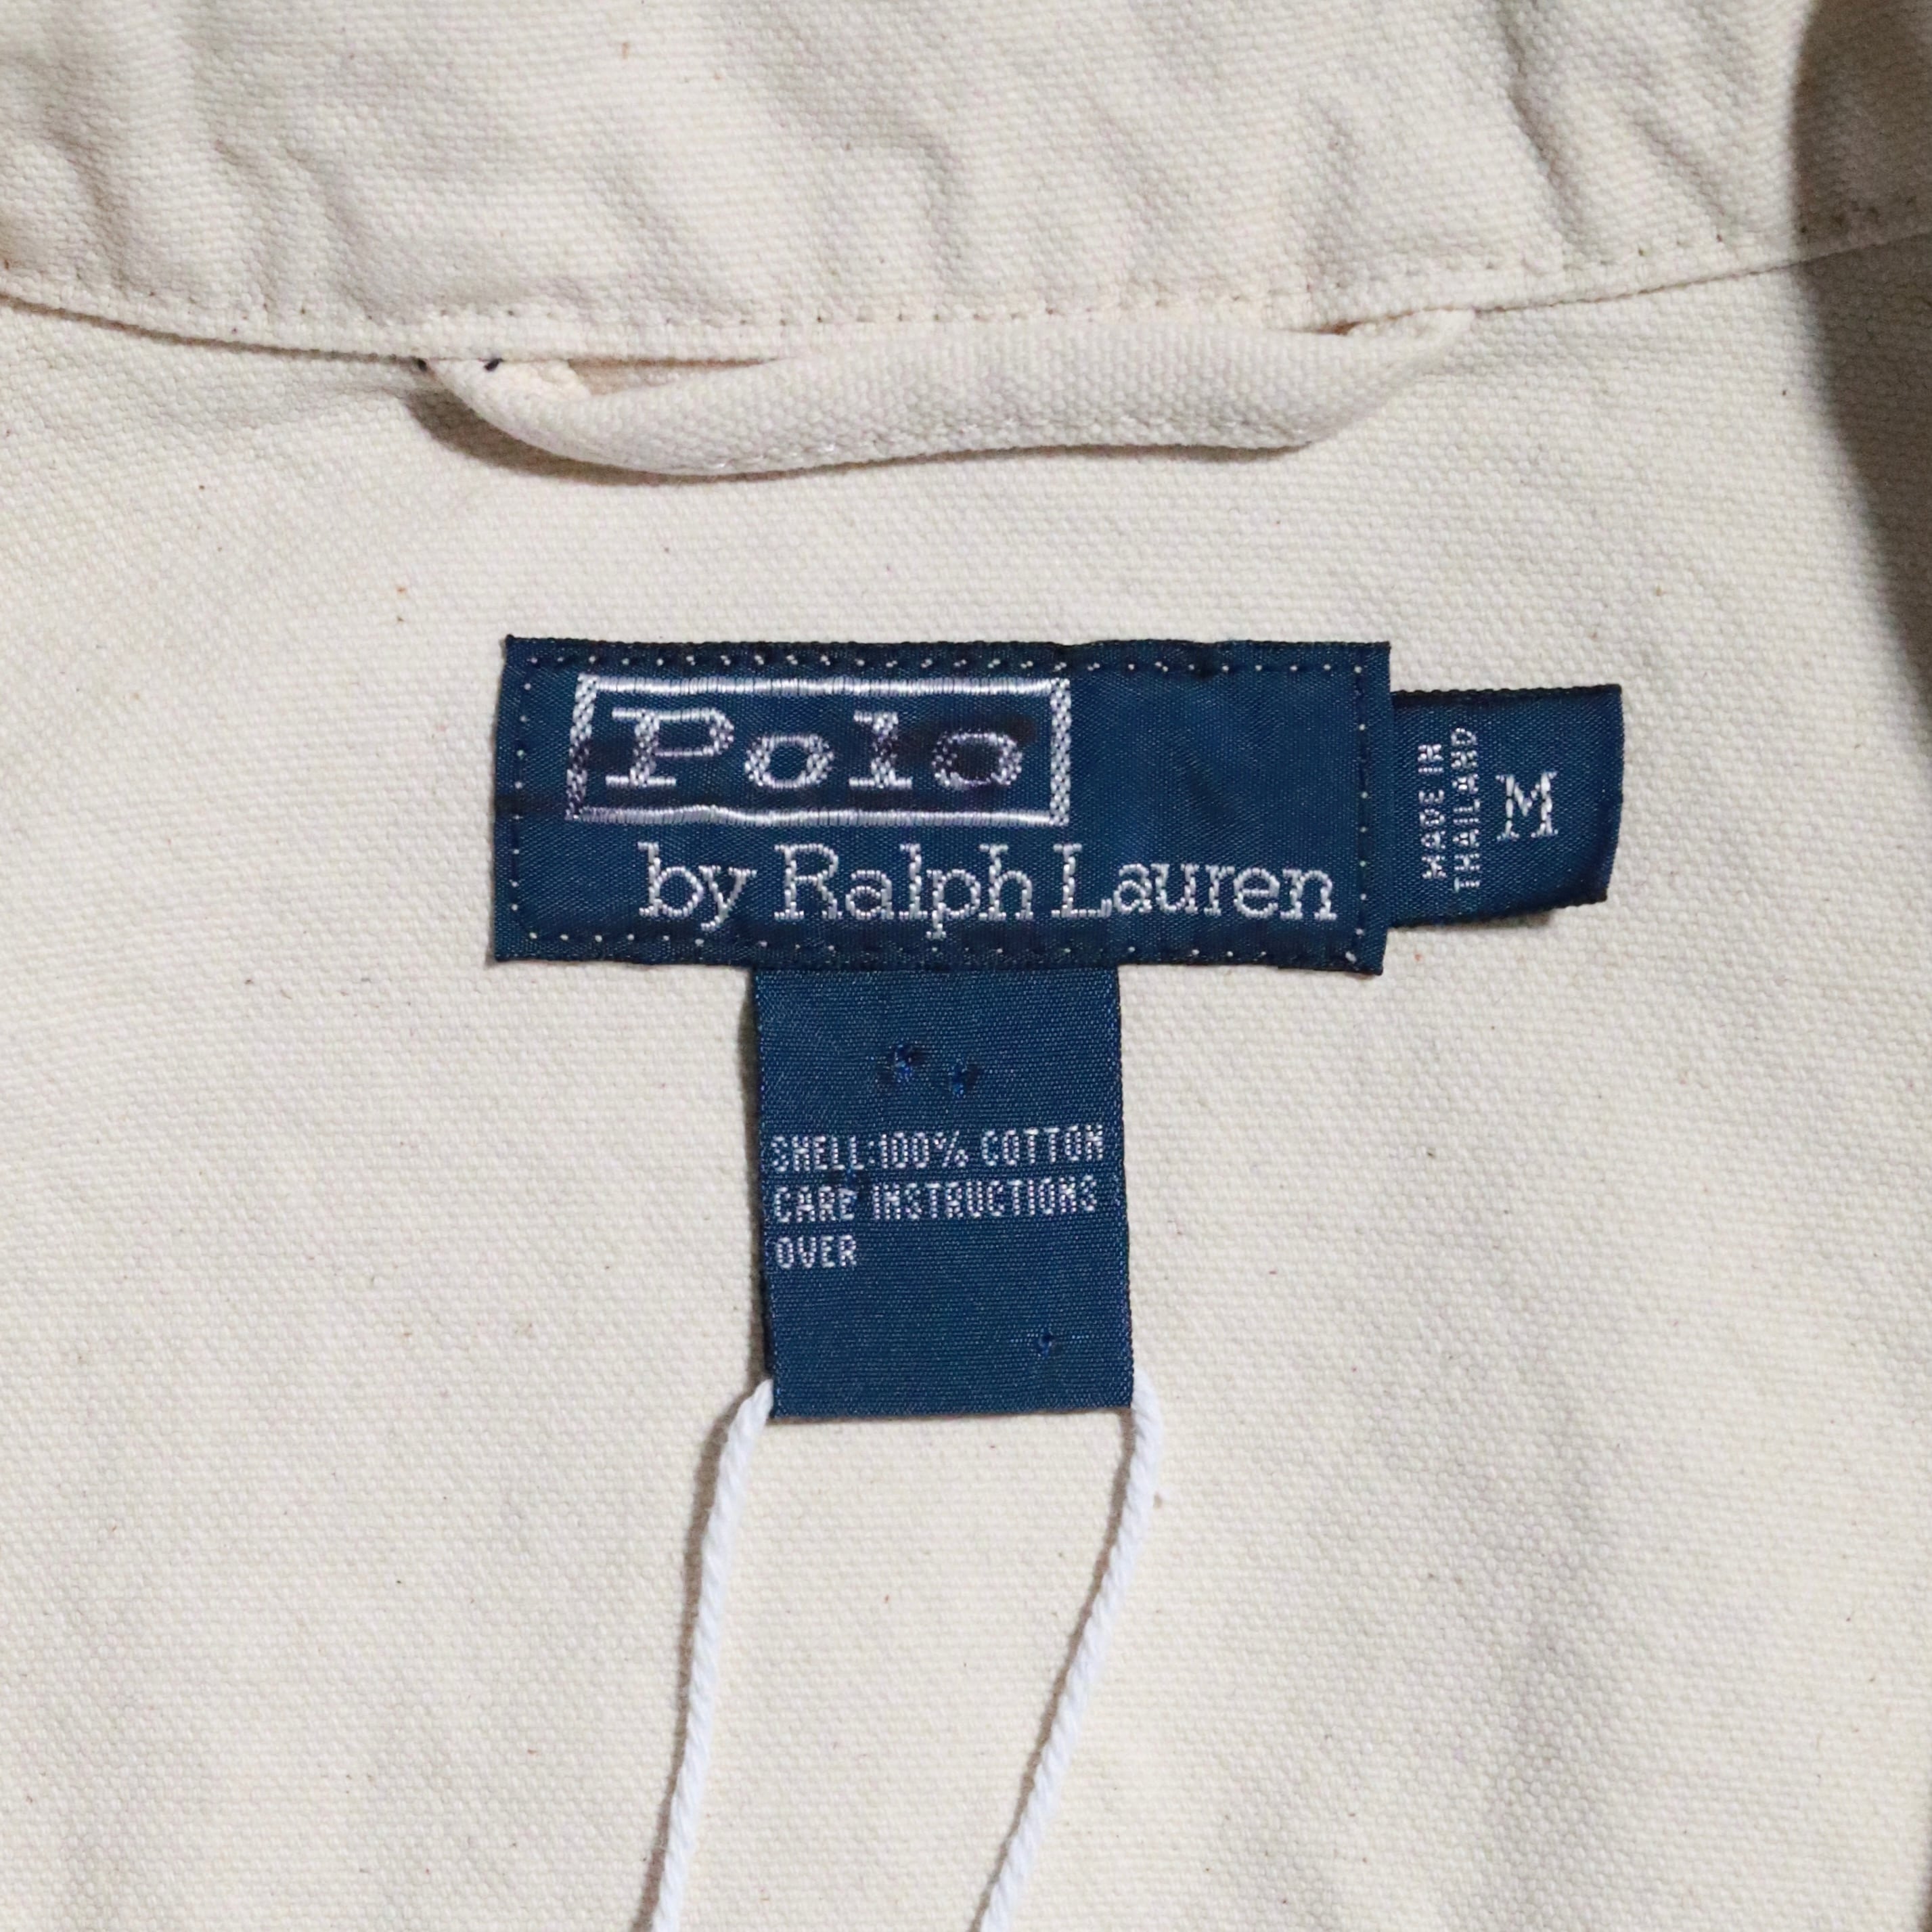 Polo
by Ralph Lauren
MADE IN
THAILAND
M
SHELL:100% COTTON
CARE INSTRUCTIONS
OVER